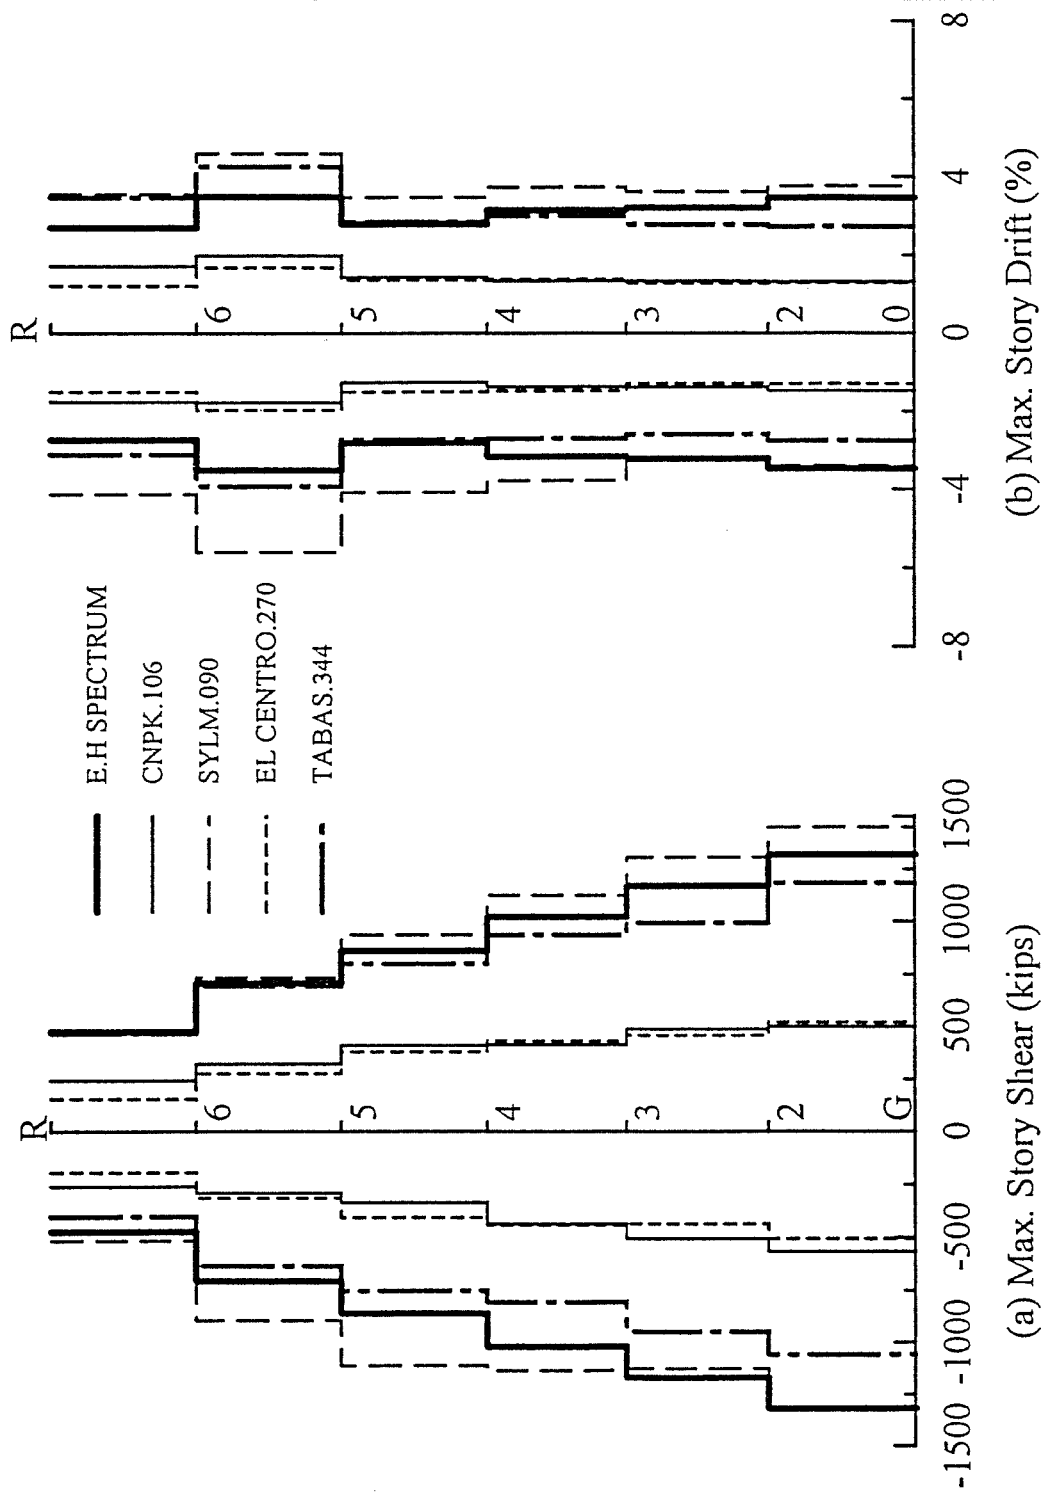 R
6
5
4
3
2
G
-1500
-1000
-500
0
500
1000
1500
(a) Max. Story Shear (kips)
E.H SPECTRUM
CNPK.106
SYLM.090
EL CENTRO.270
TABAS.344
R
6
5
4
3
2
0
-8
-4
0
4
8
(b) Max. Story Drift (%)